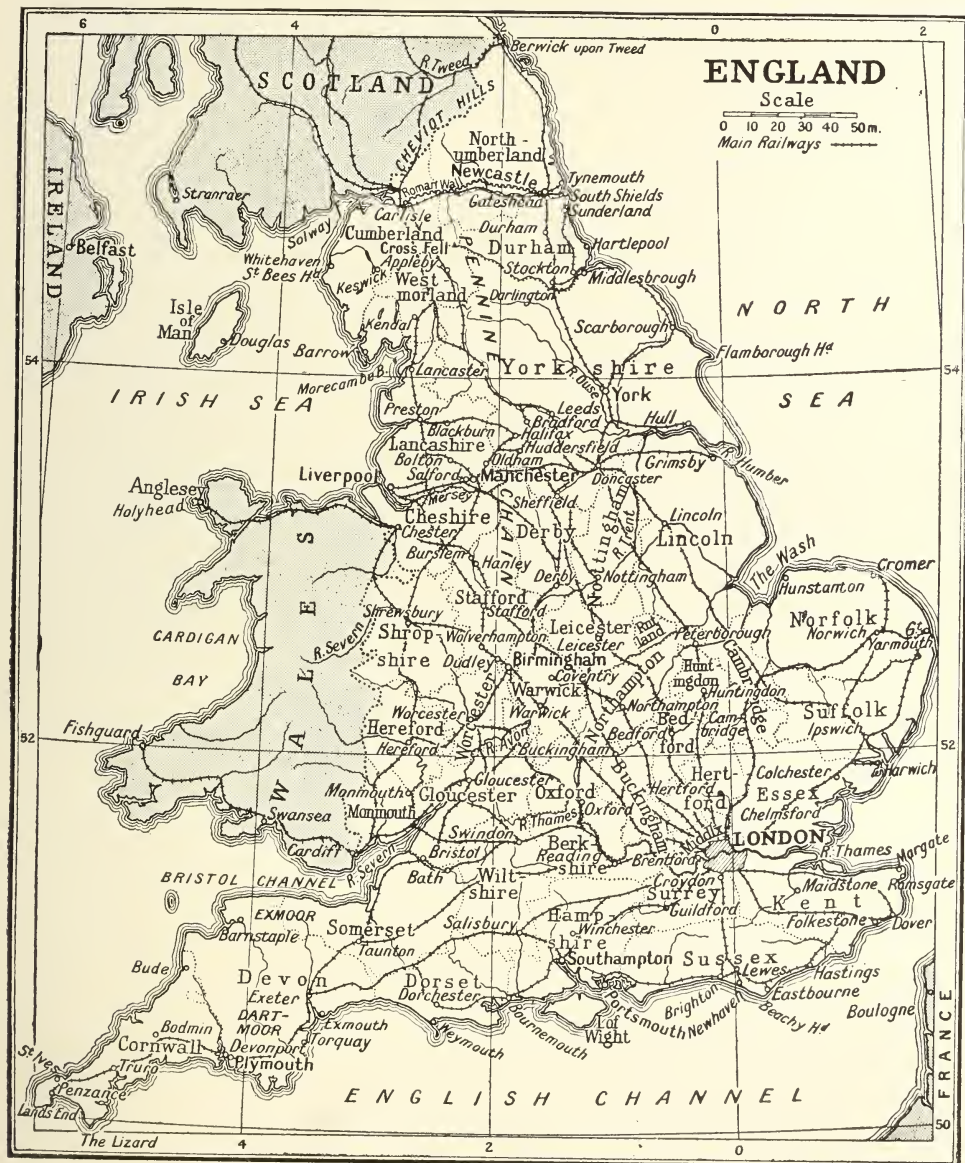 6
4
0
2
Berwick upon Tweed
R. Tweed
SCOTLAND
ENGLAND
Scale
0 10 20 30 40 50 m.
Main Railways
CHEVIOT HILLS
North-
umberland
Newcastle
Roman Wall
Tynemouth
South Shields
Sunderland
Gateshead
Stranraer
IRELAND
Belfast
Solway
Carlisle
Cumberland
Cross Fell
Appleby
Durham
Durham
Hartlepool
Whitehaven
St Bees Hd
Keswick
West-
morland
Stockton
Middlesbrough
Darlington
PENNINE
CHAIN
Isle
of
Man
Douglas
Kendal
Barrow
Scarborough
NORTH
SEA
Flamborough Hd
54
54
Morecambe B.
Lancaster
Yorkshire
R. Ouse
York
IRISH SEA
Preston
Blackburn
Leeds
Bradford
Halifax
Huddersfield
Hull
R. Humber
Lancashire
Bolton
Oldham
Salford
Manchester
Doncaster
Grimsby
Liverpool
Mersey
Anglesey
Holyhead
Cheshire
Chester
Sheffield
Derby
Nottingham
R. Trent
Lincoln
Lincoln
Burslem
Hanley
Derby
Nottingham
The Wash
Hunstanton
Cromer
WALES
Stafford
Stafford
Shrewsbury
R. Severn
Shrop-
shire
Leicester
Leicester
Rut
land
Peterborough
Norfolk
Norwich
Gt.
Yarmouth
CARDIGAN
BAY
Wolverhampton
Dudley
Birmingham
Coventry
Hunt-
ingdon
Huntingdon
Cambridge
Warwick
Warwick
Northampton
Northampton
Worcester
Worcester
Hereford
Hereford
R. Avon
Bedford
Bed-
ford
Cam-
bridge
Suffolk
Ipswich
Fishguard
52
52
Buckingham
Buckingham
Harwich
Colchester
Monmouth
Monmouth
Gloucester
Gloucester
Oxford
Oxford
Hert-
ford
Hertford
Essex
Chelmsford
Swansea
Cardiff
R. Severn
Swindon
R. Thames
Middlx
LONDON
Bristol
Bath
Berk-
shire
Reading
Brentford
R Thames
Margate
Ramsgate
BRISTOL CHANNEL
Wilt-
shire
Croydon
Surrey
Guildford
Maidstone
Kent
Folkestone
Dover
EXMOOR
Barnstaple
Somerset
Taunton
Salisbury
Hamp-
shire
Winchester
Southampton
Sussex
Lewes
Hastings
Bude
Devon
Exeter
DART-
MOOR
Dorset
Dorchester
Brighton
Newhaven
Eastbourne
Beachy Hd
Boulogne
Exmouth
Torquay
Weymouth
Bournemouth
I. of
Wight
Portsmouth
FRANCE
Bodmin
Cornwall
Devonport
Plymouth
St Ives
Truro
Penzance
Lands End
The Lizard
ENGLISH CHANNEL
4
2
0
50